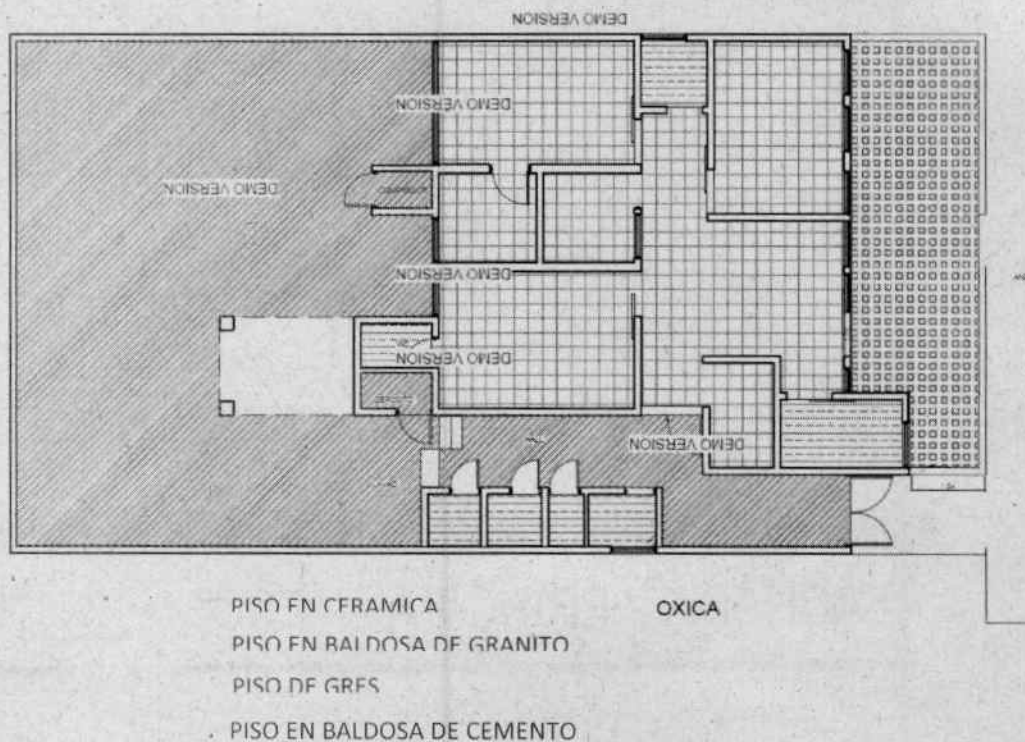 DEMO VERSION
DEMO VERSION
DEMO VERSION
DEMO VERSION
DEMO VERSION
DEMO VERSION
PISO EN CERAMICA OXICA
PISO EN BALDOSA DE GRANITO
PISO DE GRES
PISO EN BALDOSA DE CEMENTO